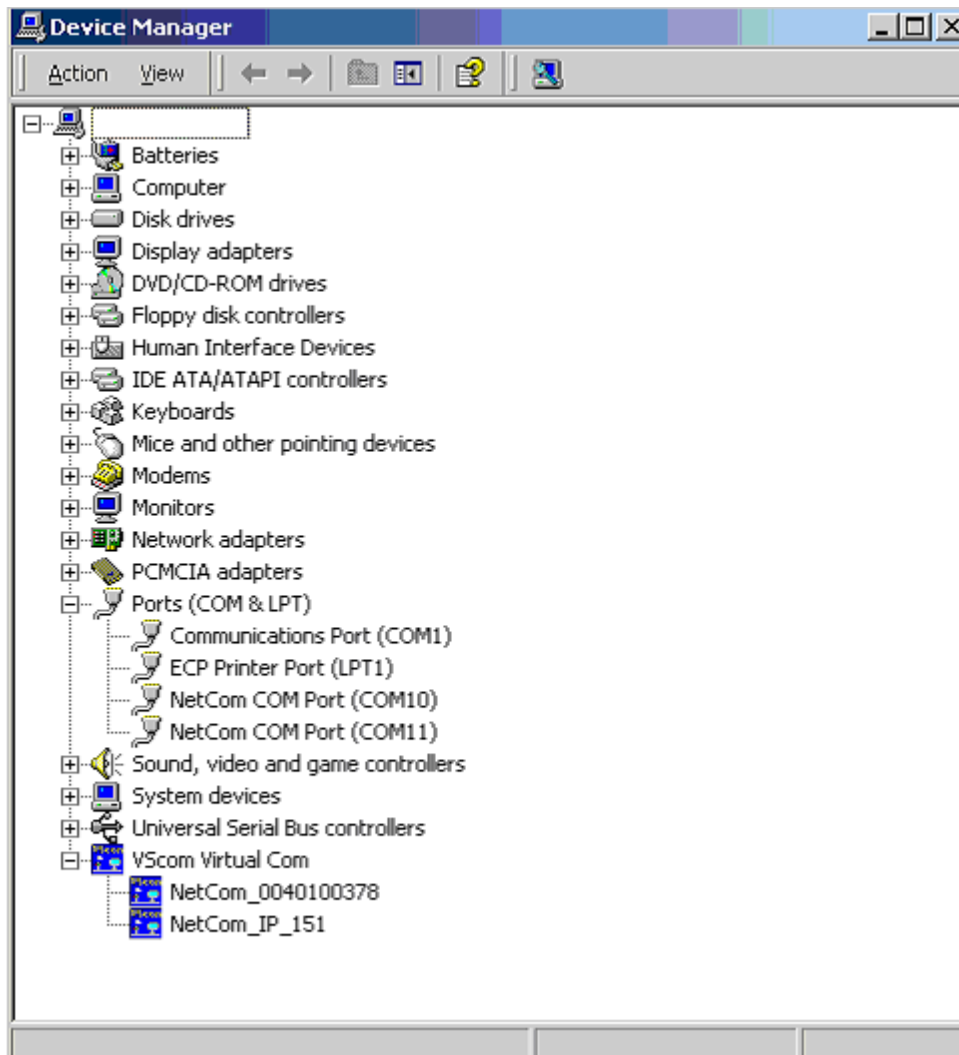 Device Manager
Action View
Batteries
Computer
Disk drives
Display adapters
DVD/CD-ROM drives
Floppy disk controllers
Human Interface Devices
IDE ATA/ATAPI controllers
Keyboards
Mice and other pointing devices
Modems
Monitors
Network adapters
PCMCIA adapters
Ports (COM & LPT)
Communications Port (COM1)
ECP Printer Port (LPT1)
NetCom COM Port (COM10)
NetCom COM Port (COM11)
Sound, video and game controllers
System devices
Universal Serial Bus controllers
VScom Virtual Com
NetCom_0040100378
NetCom_IP_151